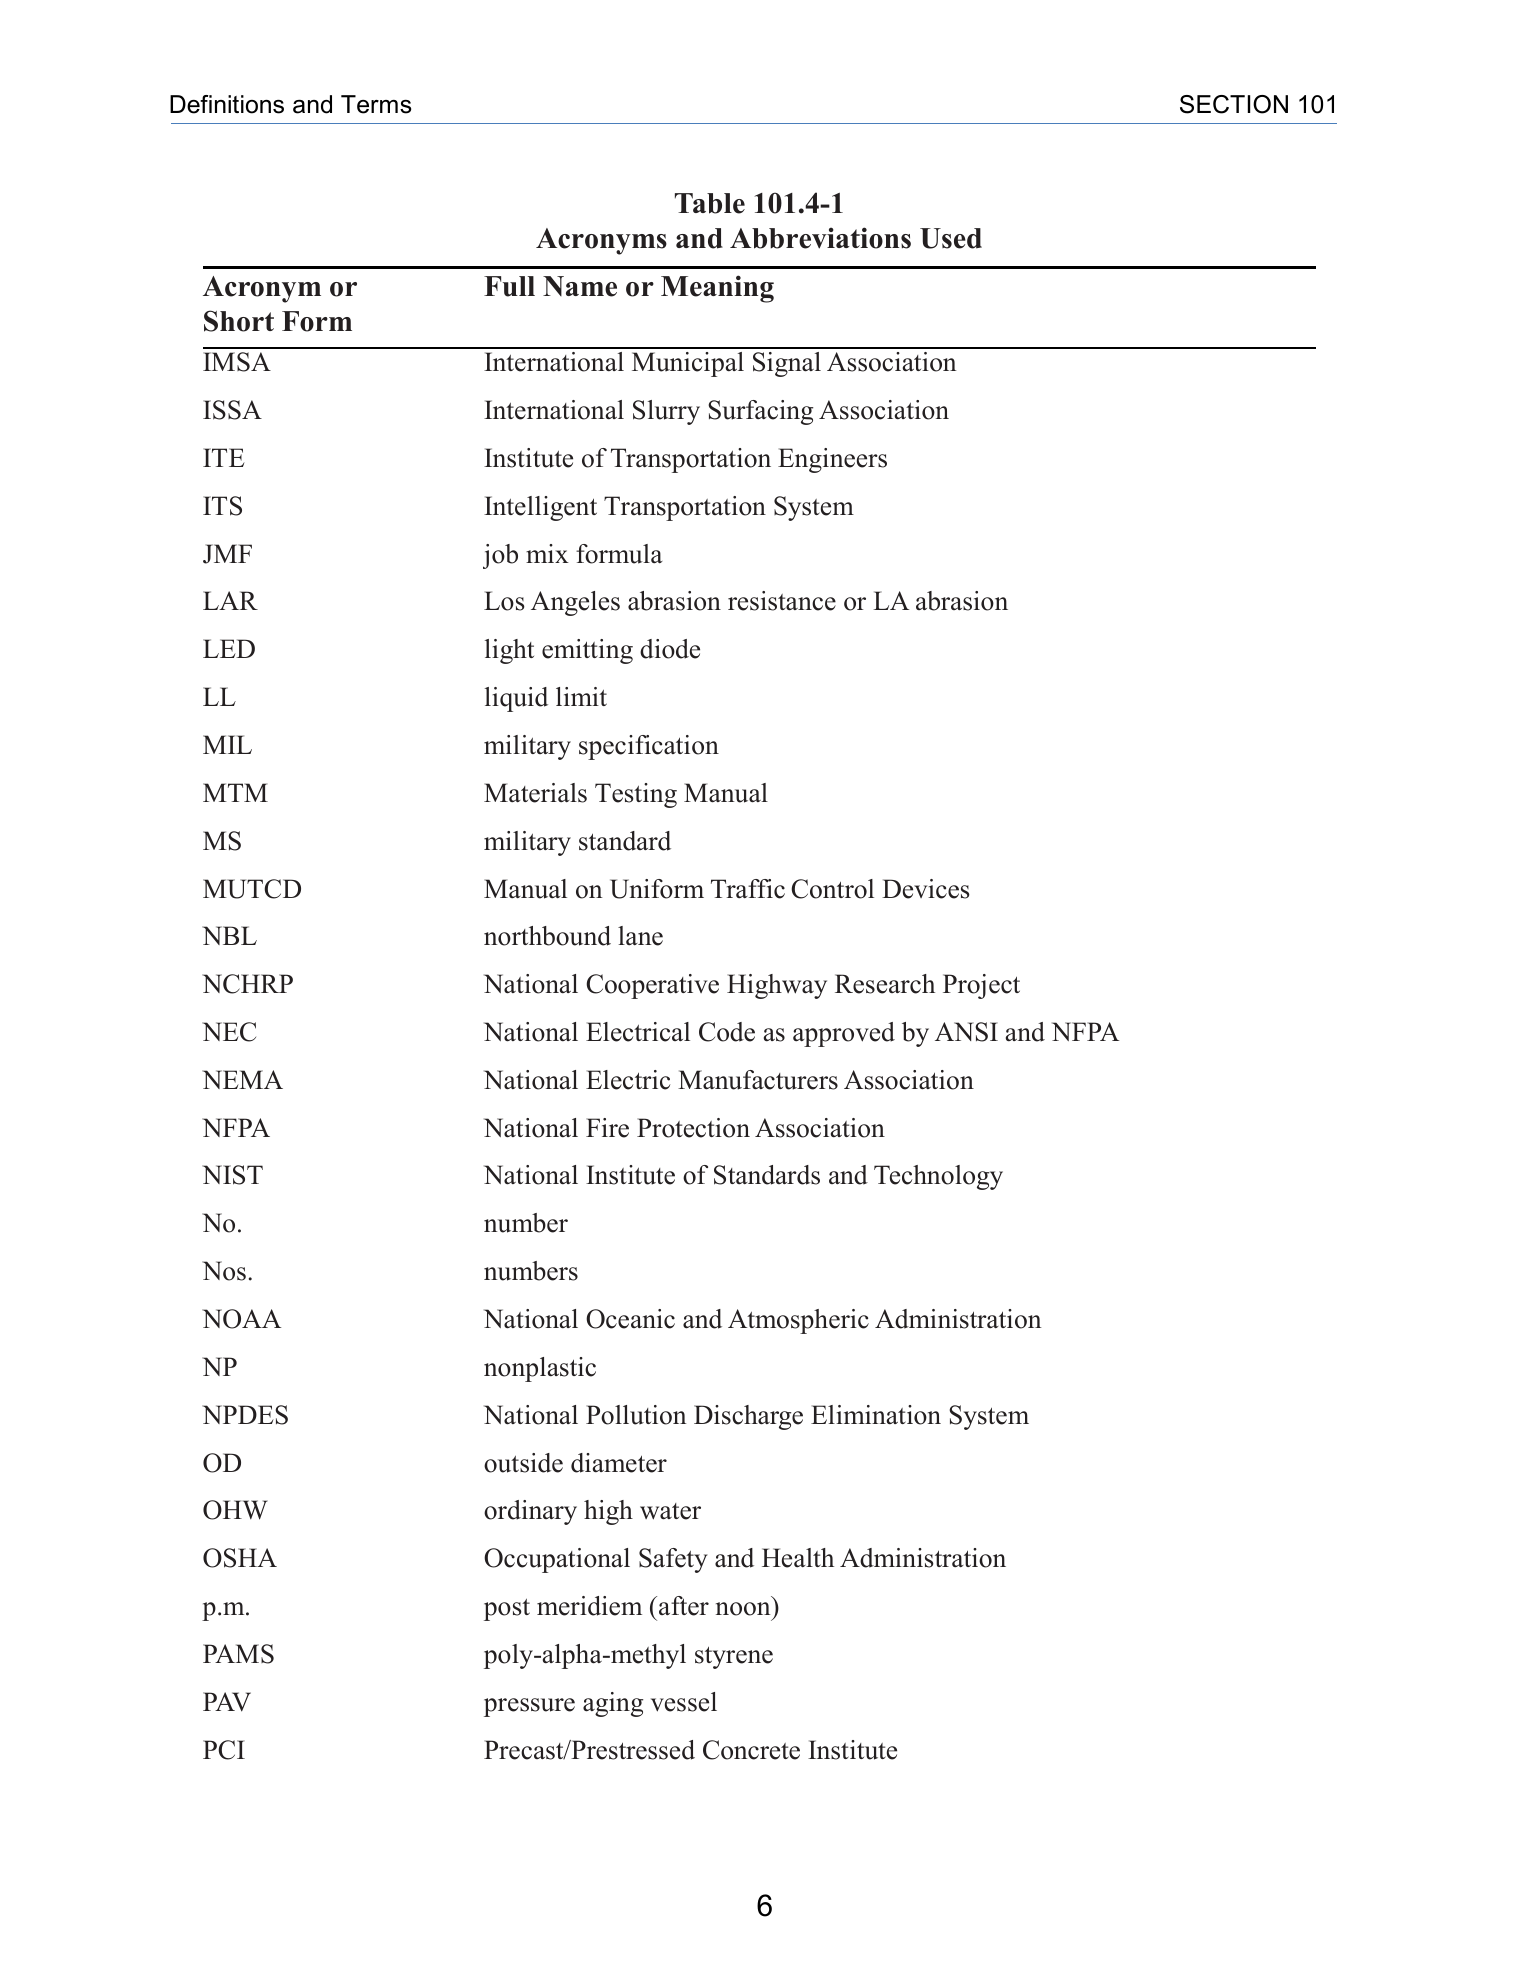 Definitions and Terms SECTION 101
Table 101.4-1
Acronyms and Abbreviations Used
Acronym or Full Name or Meaning
Short Form
IMSA International Municipal Signal Association
ISSA International Slurry Surfacing Association
ITE Institute of Transportation Engineers
ITS Intelligent Transportation System
JMF job mix formula
LAR Los Angeles abrasion resistance or LA abrasion
LED light emitting diode
LL liquid limit
MIL military specification
MTM Materials Testing Manual
MS military standard
MUTCD Manual on Uniform Traffic Control Devices
NBL northbound lane
NCHRP National Cooperative Highway Research Project
NEC National Electrical Code as approved by ANSI and NFPA
NEMA National Electric Manufacturers Association
NFPA National Fire Protection Association
NIST National Institute of Standards and Technology
No. number
Nos. numbers
NOAA National Oceanic and Atmospheric Administration
NP nonplastic
NPDES National Pollution Discharge Elimination System
OD outside diameter
OHW ordinary high water
OSHA Occupational Safety and Health Administration
p.m. post meridiem (after noon)
PAMS poly-alpha-methyl styrene
PAV pressure aging vessel
PCI Precast/Prestressed Concrete Institute
6